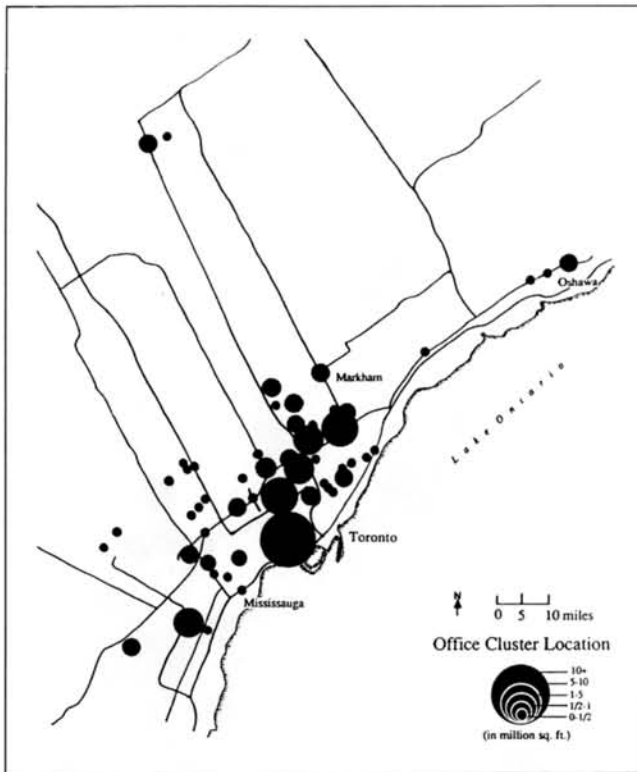 Oshawa
Markham
Lake Ontario
Toronto
Mississauga
N
0 5 10 miles
Office Cluster Location
10+
5-10
1-5
1/2-1
0-1/2
(in million sq. ft.)